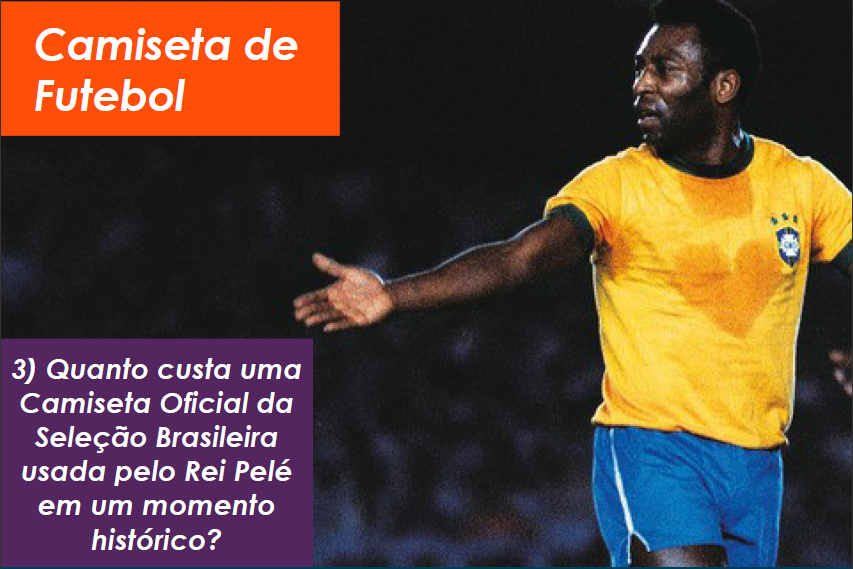 Camiseta de
Futebol
3) Quanto custa uma
Camiseta Oficial da
Seleção Brasileira
usada pelo Rei Pelé
em um momento
histórico?